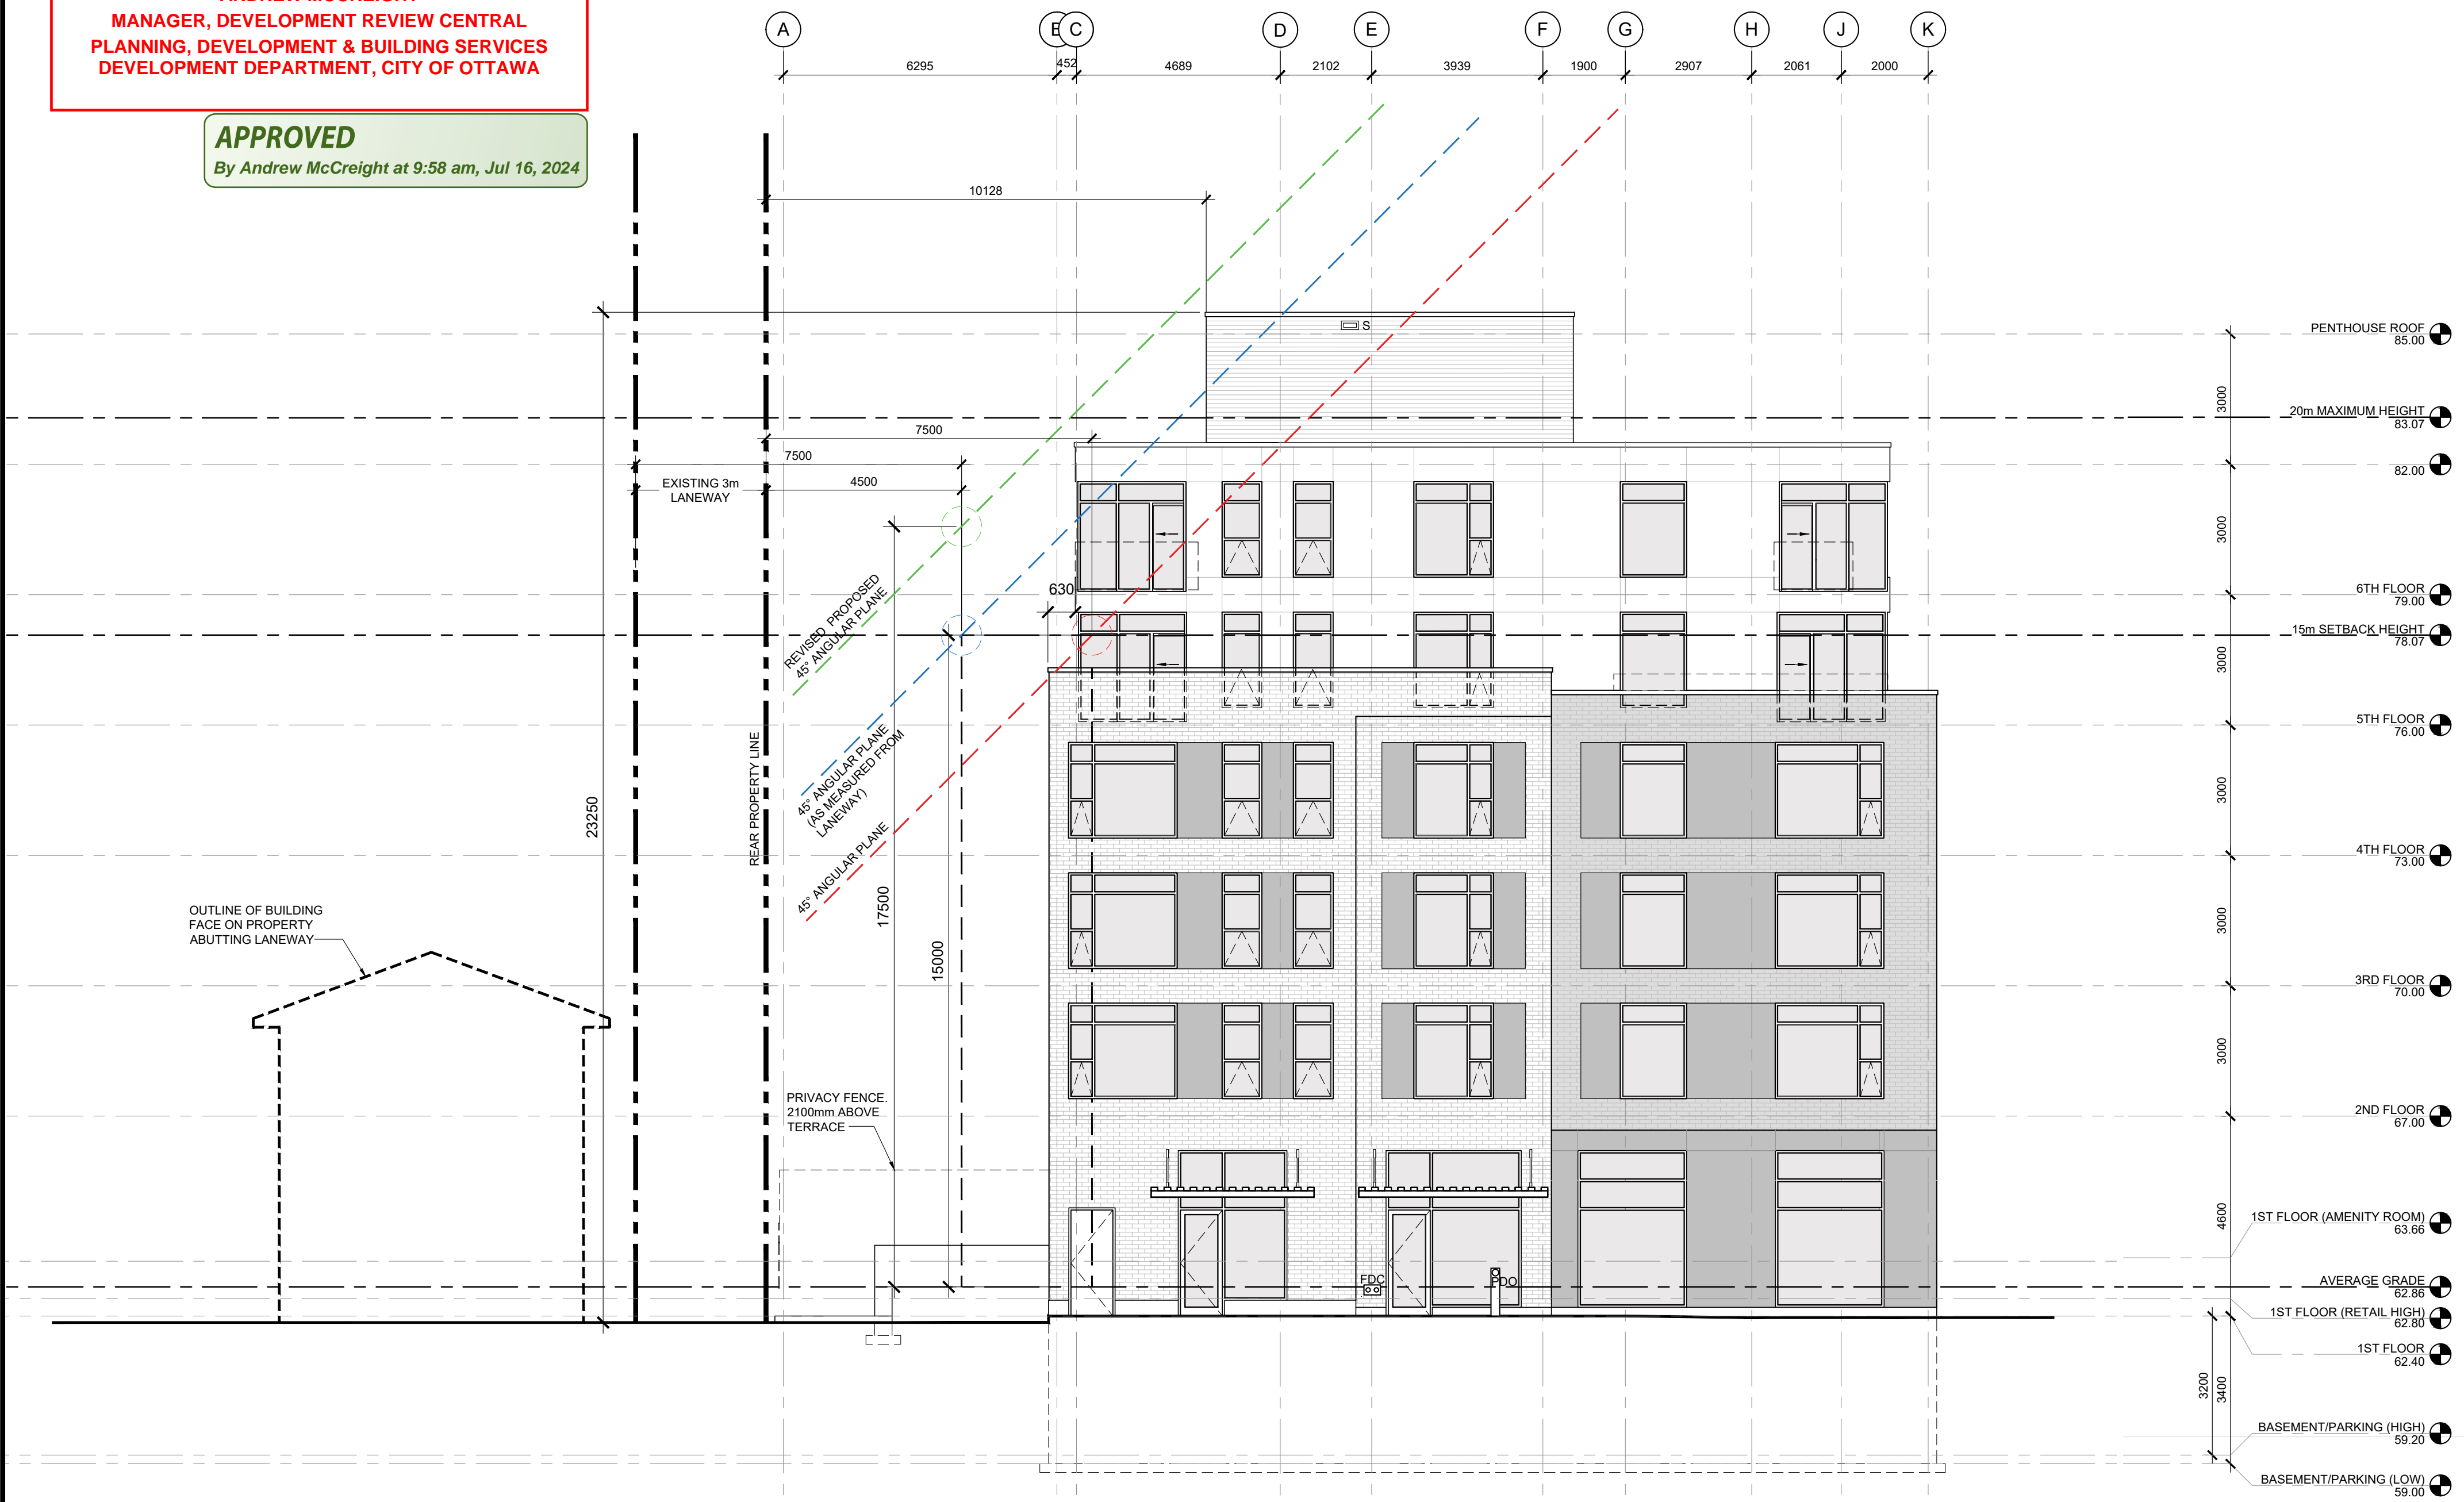 MANAGER, DEVELOPMENT REVIEW CENTRAL
PLANNING, DEVELOPMENT & BUILDING SERVICES
DEVELOPMENT DEPARTMENT, CITY OF OTTAWA
APPROVED
By Andrew McCreight at 9:58 am, Jul 16, 2024
A
C
D
E
F
G
H
J
K
6295
452
4689
2102
3939
1900
2907
2061
2000
10128
S
7500
7500
EXISTING 3m
LANEWAY
4500
630
REVISED PROPOSED
45° ANGULAR PLANE
45° ANGULAR PLANE
(AS MEASURED FROM
LANEWAY)
45° ANGULAR PLANE
REAR PROPERTY LINE
23250
17500
15000
OUTLINE OF BUILDING
FACE ON PROPERTY
ABUTTING LANEWAY
PRIVACY FENCE.
2100mm ABOVE
TERRACE
FDC
PDO
PENTHOUSE ROOF
85.00
3000
20m MAXIMUM HEIGHT
83.07
82.00
3000
6TH FLOOR
79.00
15m SETBACK HEIGHT
78.07
3000
5TH FLOOR
76.00
3000
4TH FLOOR
73.00
3000
3RD FLOOR
70.00
3000
2ND FLOOR
67.00
4600
1ST FLOOR (AMENITY ROOM)
63.66
AVERAGE GRADE
62.86
1ST FLOOR (RETAIL HIGH)
62.80
1ST FLOOR
62.40
3200
3400
BASEMENT/PARKING (HIGH)
59.20
BASEMENT/PARKING (LOW)
59.00